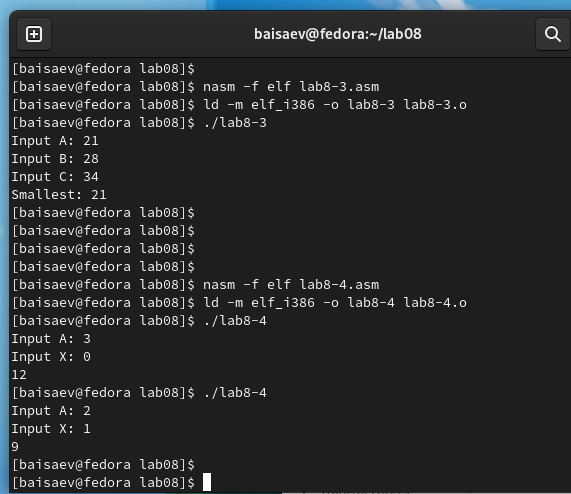 baisaev@fedora:~/lab08
[baisaev@fedora lab08]$
[baisaev@fedora lab08]$ nasm -f elf lab8-3.asm
[baisaev@fedora lab08]$ ld -m elf_i386 -o lab8-3 lab8-3.o
[baisaev@fedora lab08]$ ./lab8-3
Input A: 21
Input B: 28
Input C: 34
Smallest: 21
[baisaev@fedora lab08]$
[baisaev@fedora lab08]$
[baisaev@fedora lab08]$
[baisaev@fedora lab08]$
[baisaev@fedora lab08]$ nasm -f elf lab8-4.asm
[baisaev@fedora lab08]$ ld -m elf_i386 -o lab8-4 lab8-4.o
[baisaev@fedora lab08]$ ./lab8-4
Input A: 3
Input X: 0
12
[baisaev@fedora lab08]$ ./lab8-4
Input A: 2
Input X: 1
9
[baisaev@fedora lab08]$
[baisaev@fedora lab08]$